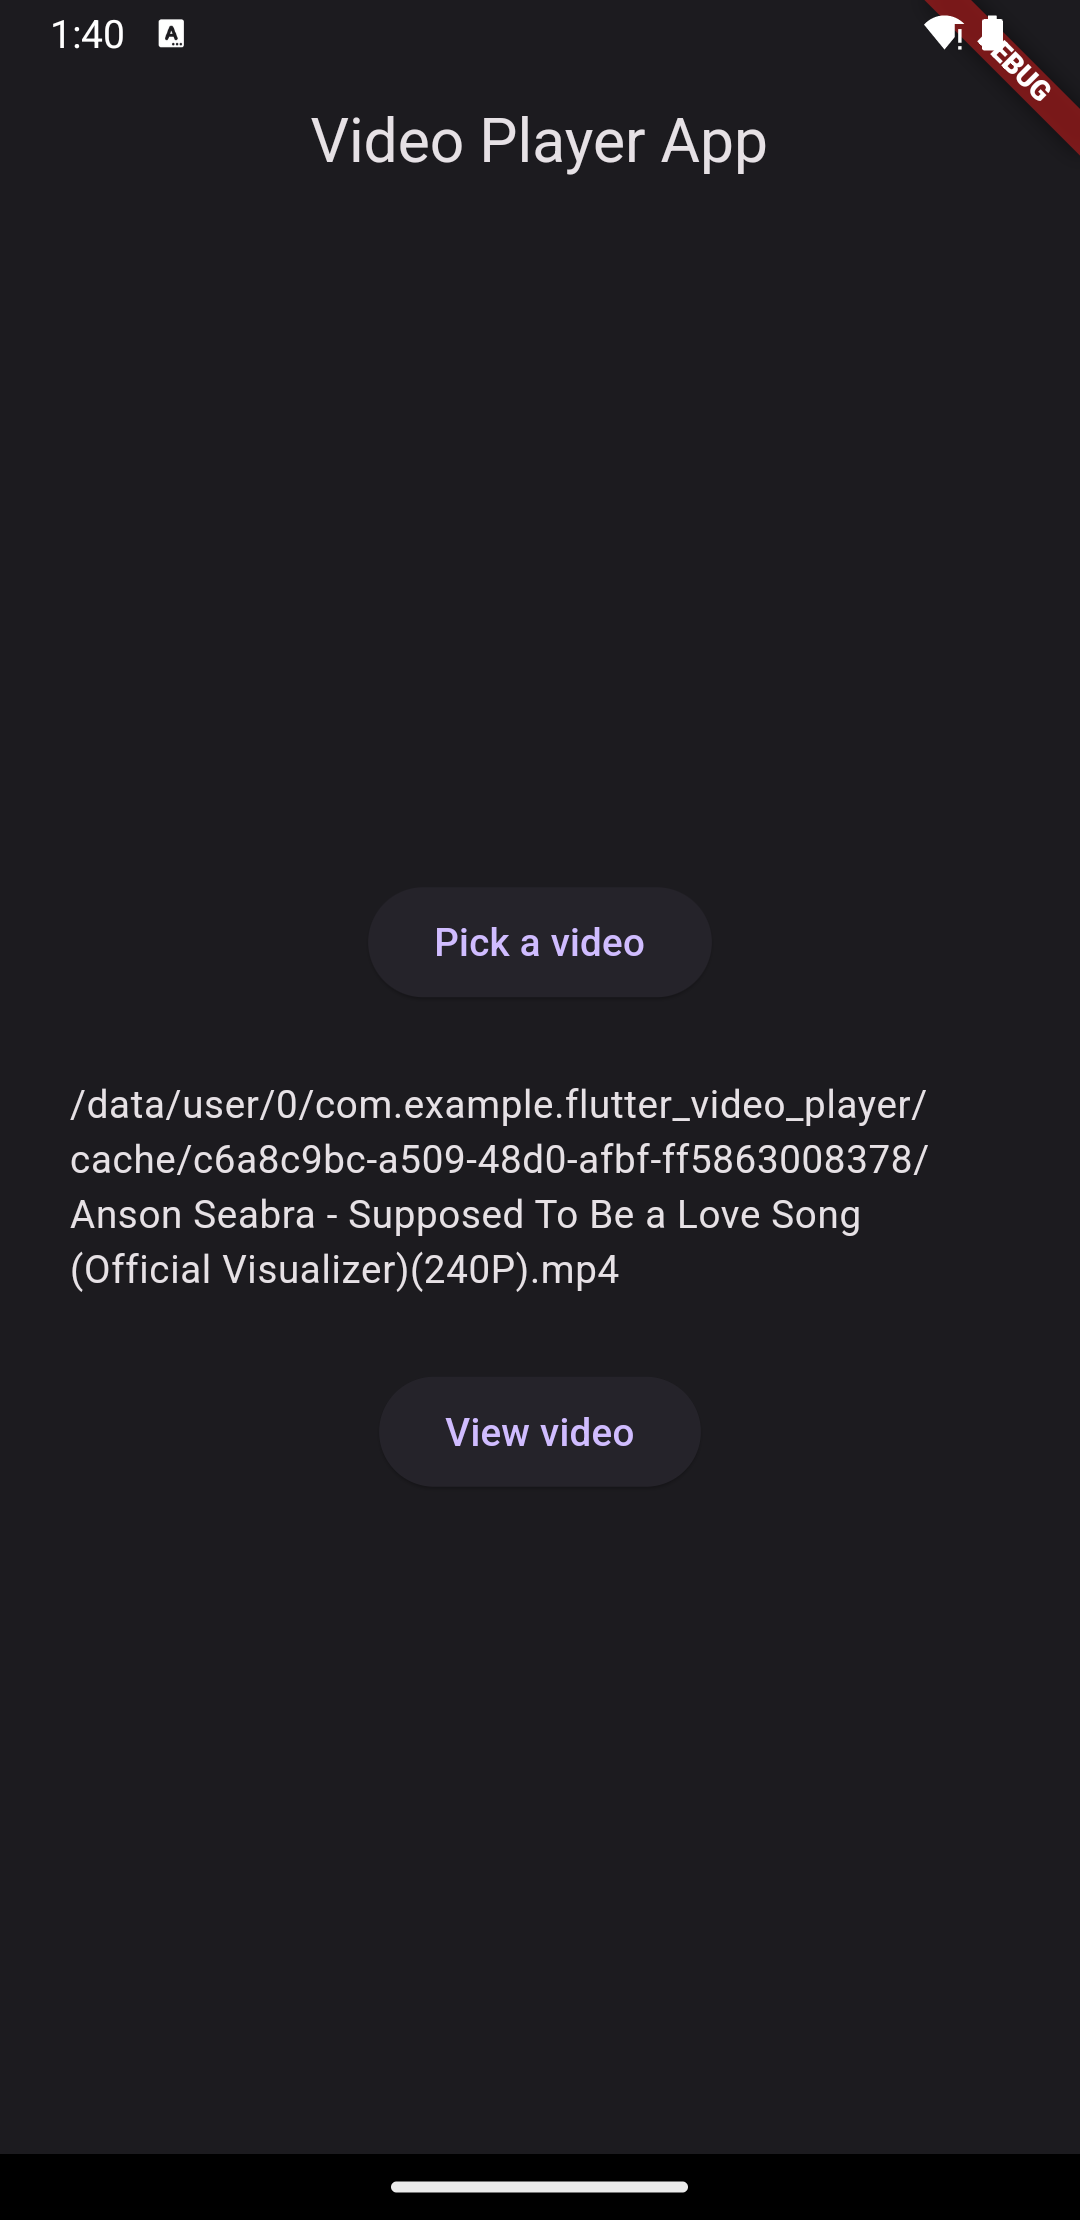 1:40
DEBUG
Video Player App
Pick a video
/data/user/0/com.example.flutter_video_player/
cache/c6a8c9bc-a509-48d0-afbf-ff5863008378/
Anson Seabra - Supposed To Be a Love Song
(Official Visualizer)(240P).mp4
View video